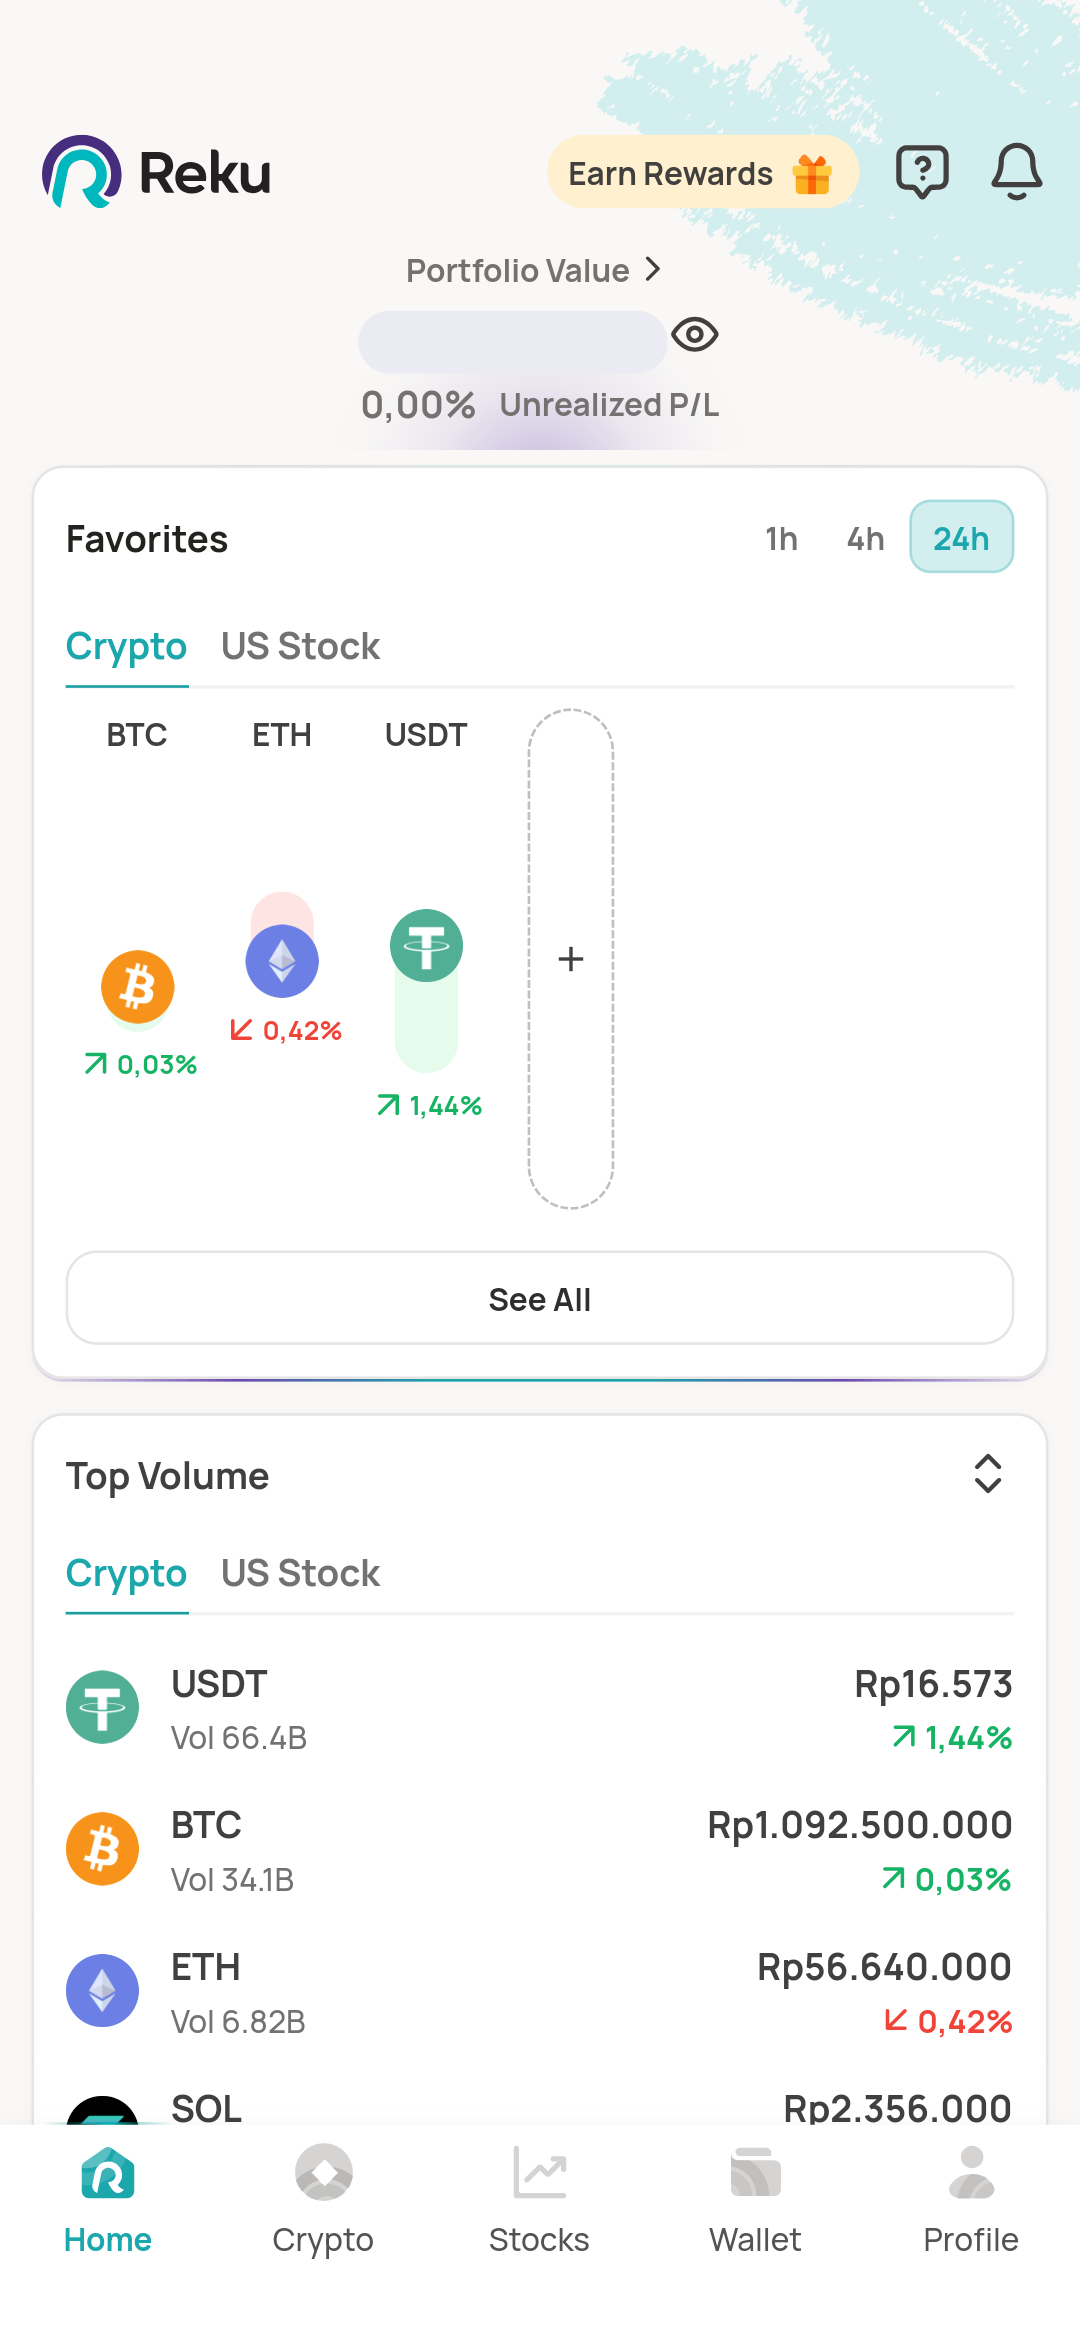 Reku
Earn Rewards
Portfolio Value
0,00% Unrealized P/L
Favorites
1h 4h 24h
Crypto US Stock
BTC ETH USDT
0,03%
0,42%
1,44%
+
See All
Top Volume
Crypto US Stock
USDT Rp16.573
Vol 66.4B 1,44%
BTC Rp1.092.500.000
Vol 34.1B 0,03%
ETH Rp56.640.000
Vol 6.82B 0,42%
SOL Rp2.356.000
Home Crypto Stocks Wallet Profile